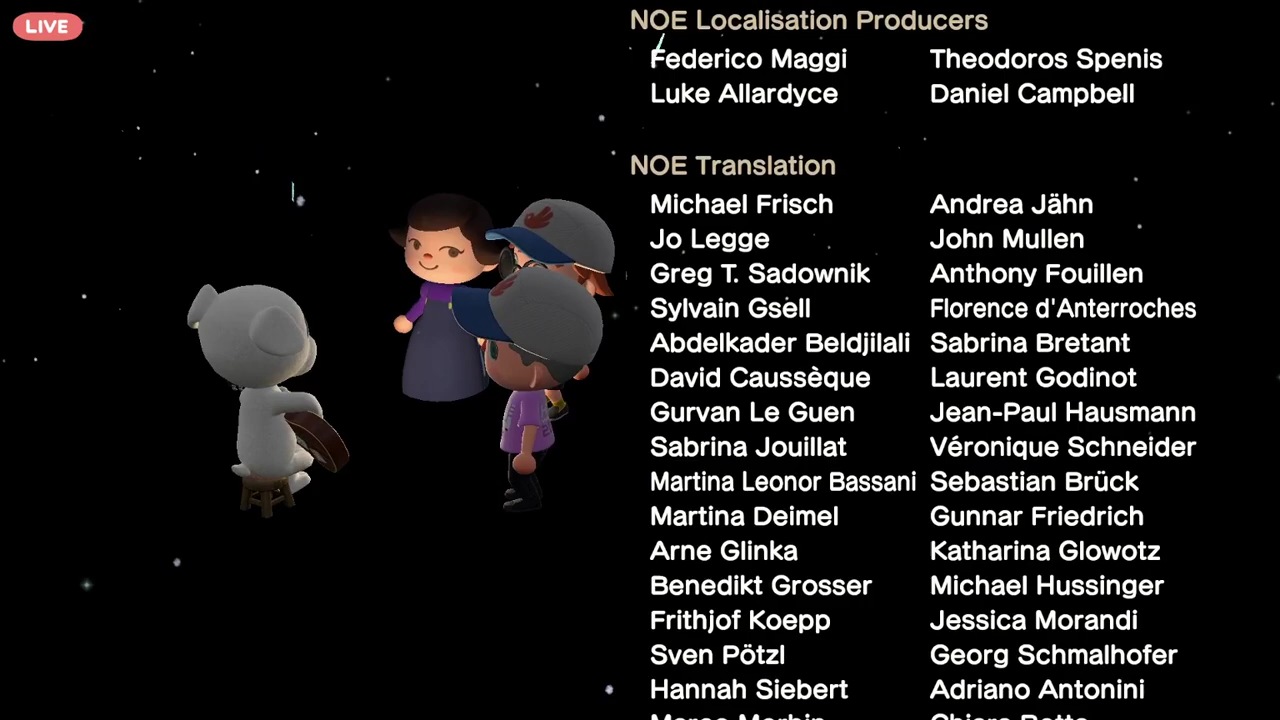 LIVE
NOE Localisation Producers
Federico Maggi Theodoros Spenis
Luke Allardyce Daniel Campbell
NOE Translation
Michael Frisch Andrea Jähn
Jo Legge John Mullen
Greg T. Sadownik Anthony Fouillen
Sylvain Gsell Florence d'Anterroches
Abdelkader Beldjilali Sabrina Bretant
David Caussèque Laurent Godinot
Gurvan Le Guen Jean-Paul Hausmann
Sabrina Jouillat Véronique Schneider
Martina Leonor Bassani Sebastian Brück
Martina Deimel Gunnar Friedrich
Arne Glinka Katharina Glowotz
Benedikt Grosser Michael Hussinger
Frithjof Koepp Jessica Morandi
Sven Pötzl Georg Schmalhofer
Hannah Siebert Adriano Antonini